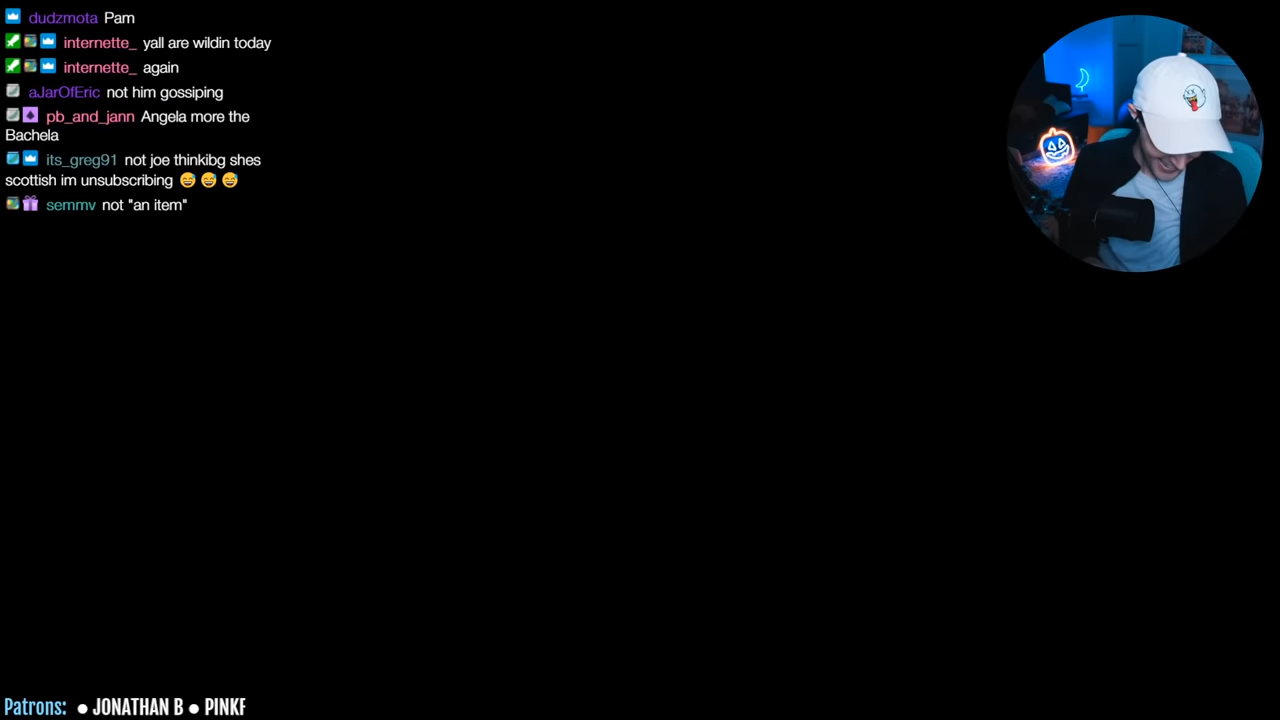 dudzmota Pam
internette_ yall are wildin today
internette_ again
aJarOfEric not him gossiping
pb_and_jann Angela more the
Bachela
its_greg91 not joe thinkibg shes
scottish im unsubscribing 😅 😅 😅
semmv not "an item"
Patrons: ● JONATHAN B ● PINKF